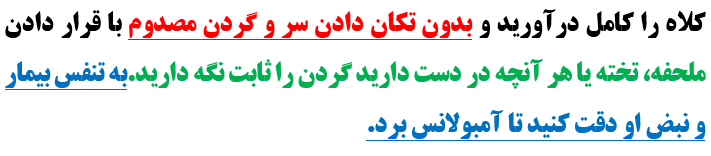 کلاه را کامل درآورید و بدون تکان دادن سر و گردن مصدوم با قرار دادن
ملحفه، تخته یا هر آنچه در دست دارید گردن را ثابت نگه دارید.به تنفس بیمار
و نبض او دقت کنید تا آمبولانس برد.